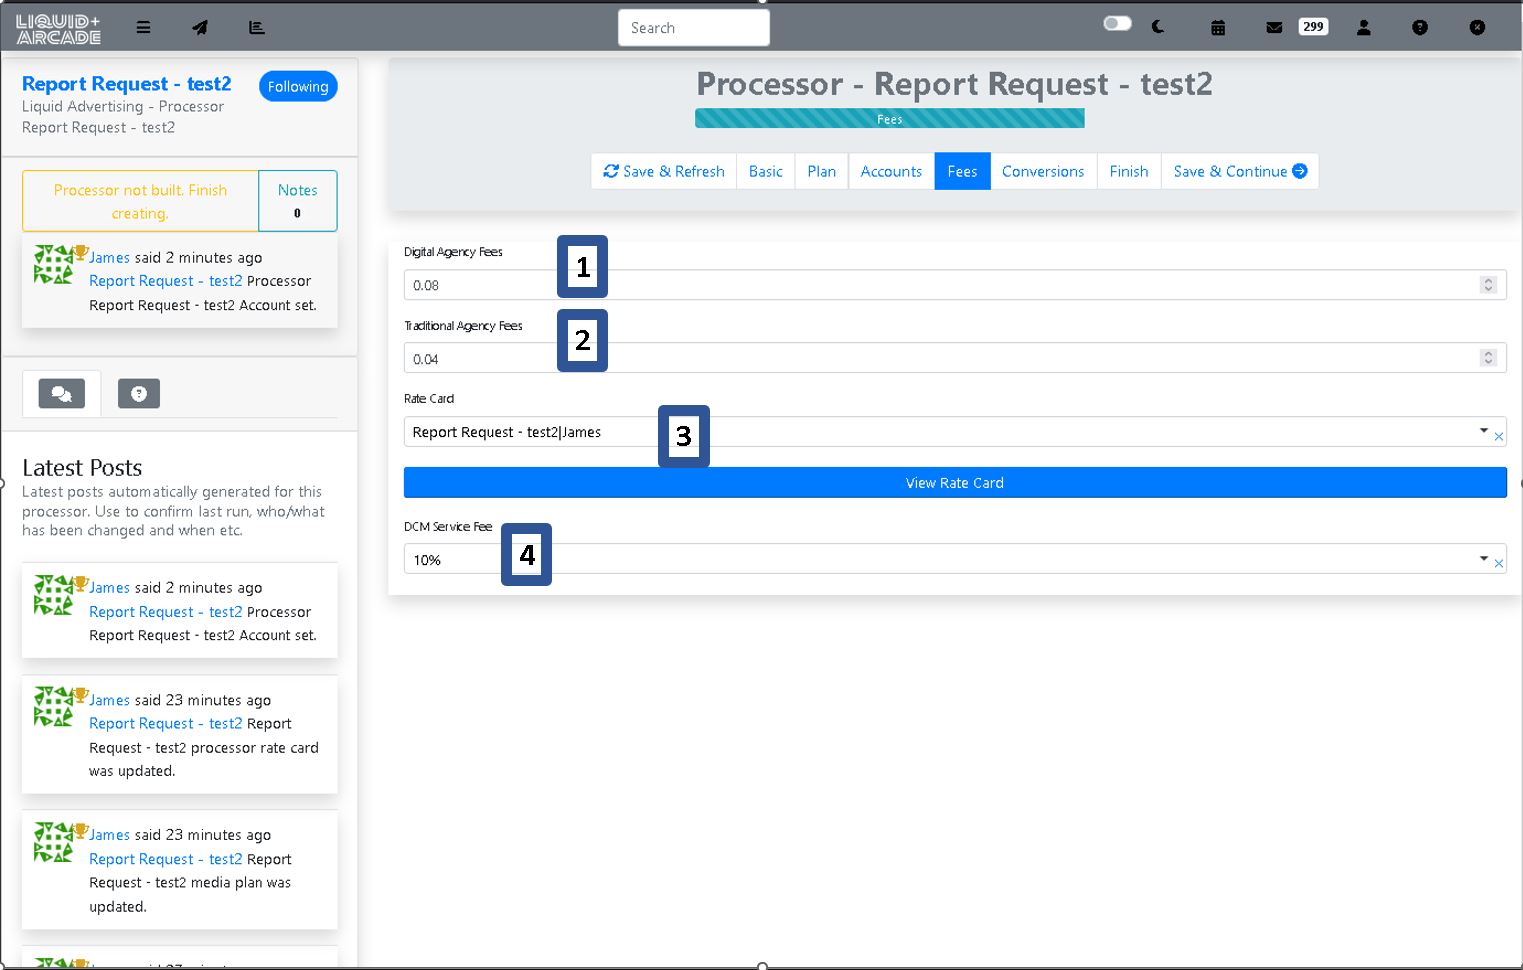 LIQUID+
ARCADE
Search
299
Report Request - test2
Following
Liquid Advertising - Processor
Report Request - test2
Processor not built. Finish
creating.
Notes
0
James said 2 minutes ago
Report Request - test2 Processor
Report Request - test2 Account set.
Latest Posts
Latest posts automatically generated for this
processor. Use to confirm last run, who/what
has been changed and when etc.
James said 2 minutes ago
Report Request - test2 Processor
Report Request - test2 Account set.
James said 23 minutes ago
Report Request - test2 Report
Request - test2 processor rate card
was updated.
James said 23 minutes ago
Report Request - test2 Report
Request - test2 media plan was
updated.
Processor - Report Request - test2
Fees
Save & Refresh Basic Plan Accounts Fees Conversions Finish Save & Continue
Digital Agency Fees
1
0.08
Traditional Agency Fees
2
0.04
Rate Card
3
Report Request - test2|James
View Rate Card
DCM Service Fee
4
10%